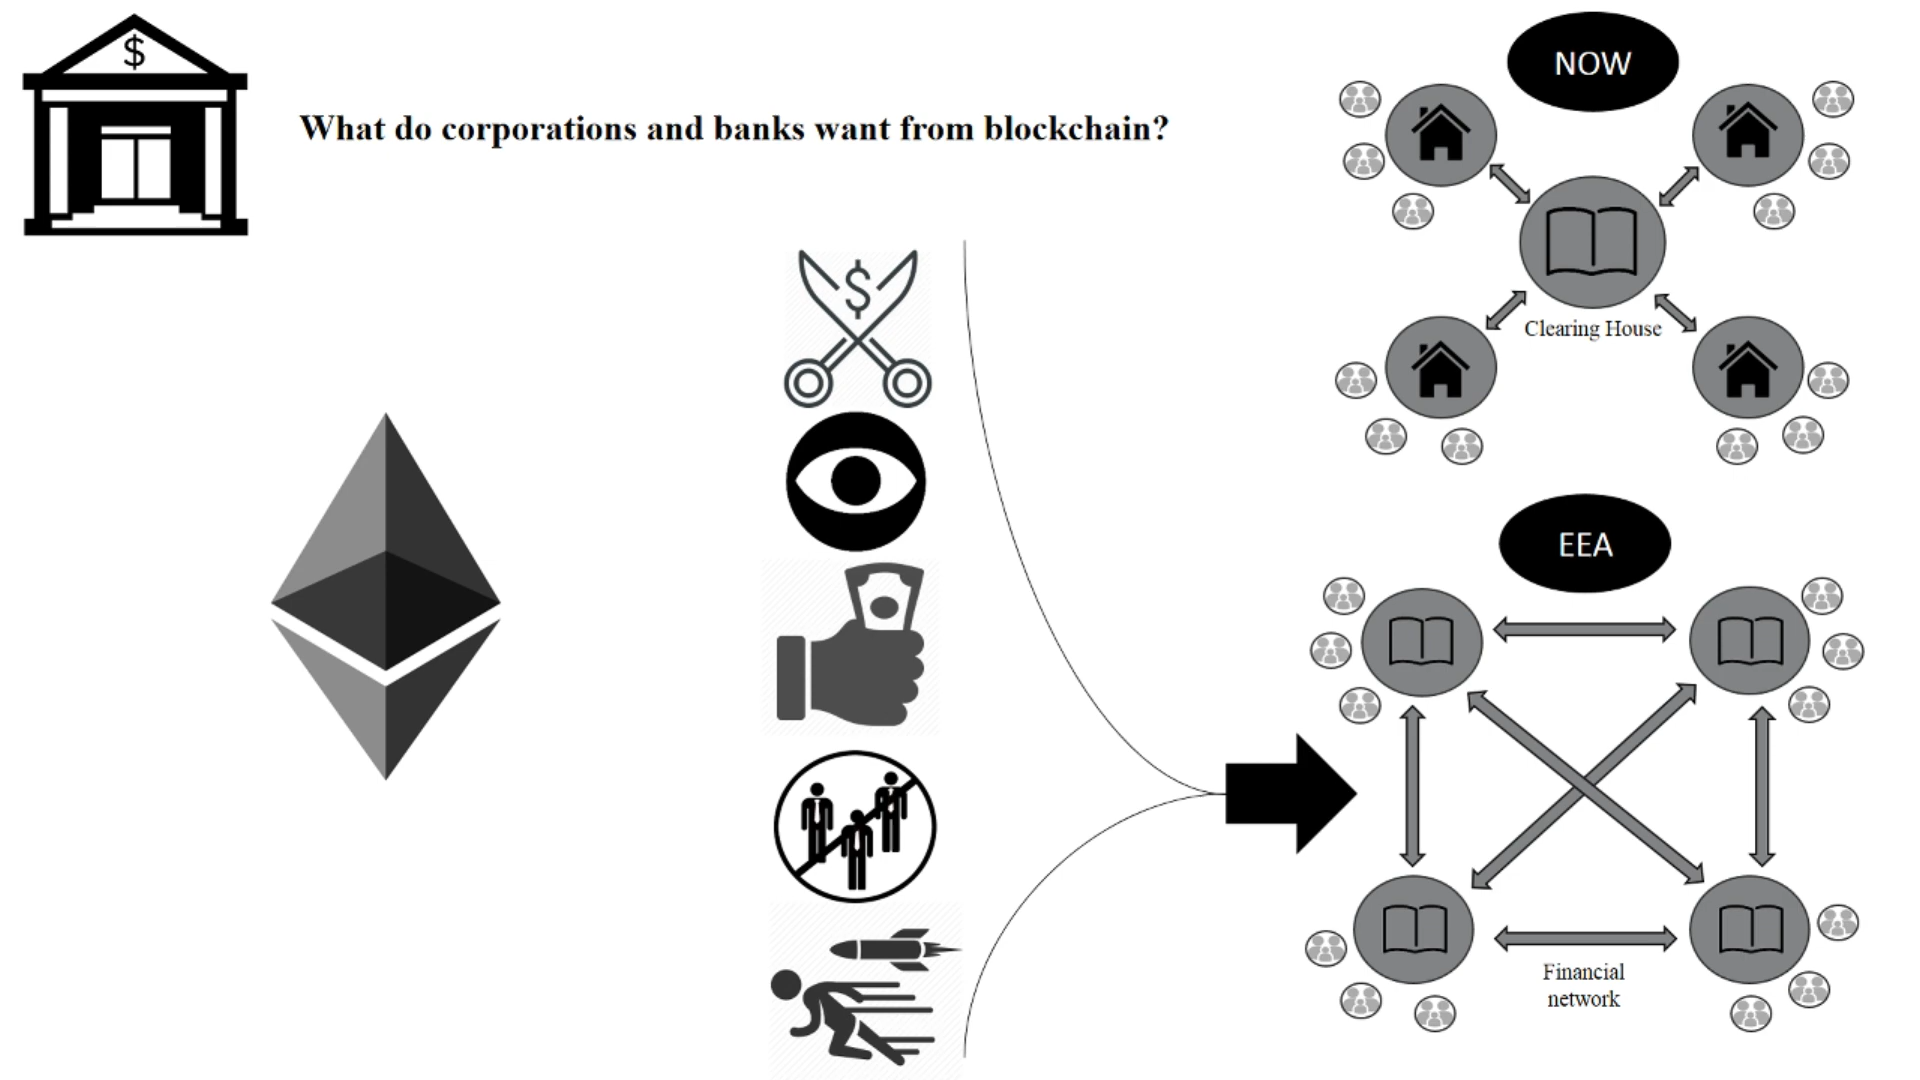 $
What do corporations and banks want from blockchain?
$
NOW
Clearing House
EEA
Financial
network